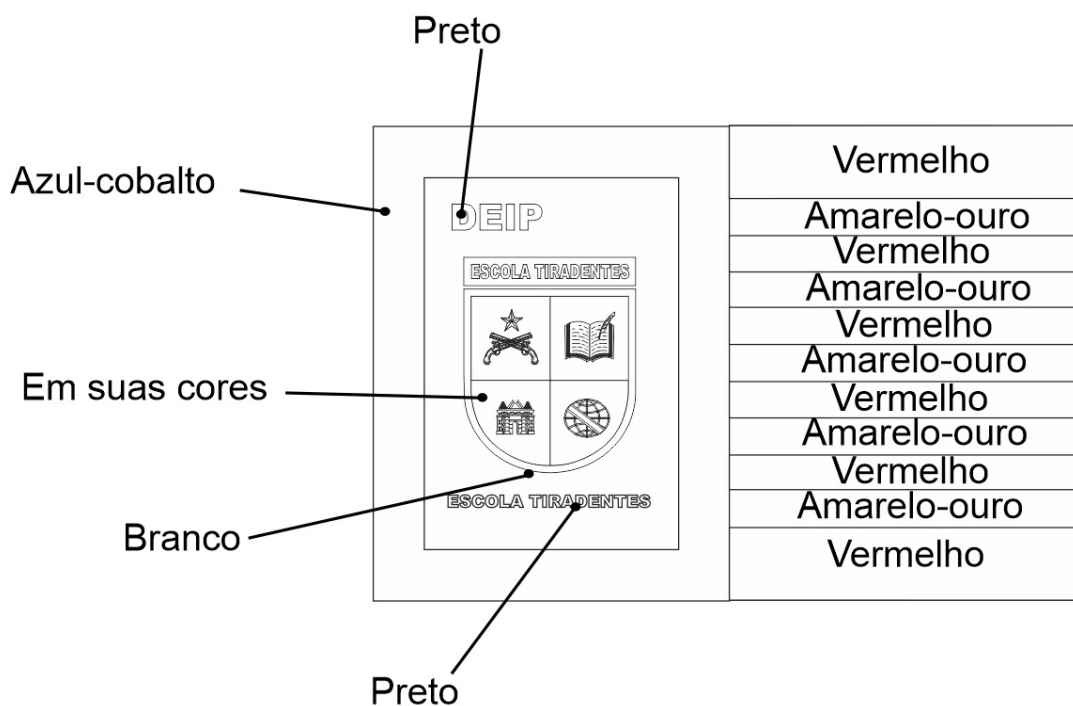 Preto
Azul-cobalto
DEIP
ESCOLA TIRADENTES
Em suas cores
Branco
ESCOLA TIRADENTES
Preto
Vermelho
Amarelo-ouro
Vermelho
Amarelo-ouro
Vermelho
Amarelo-ouro
Vermelho
Amarelo-ouro
Vermelho
Amarelo-ouro
Vermelho